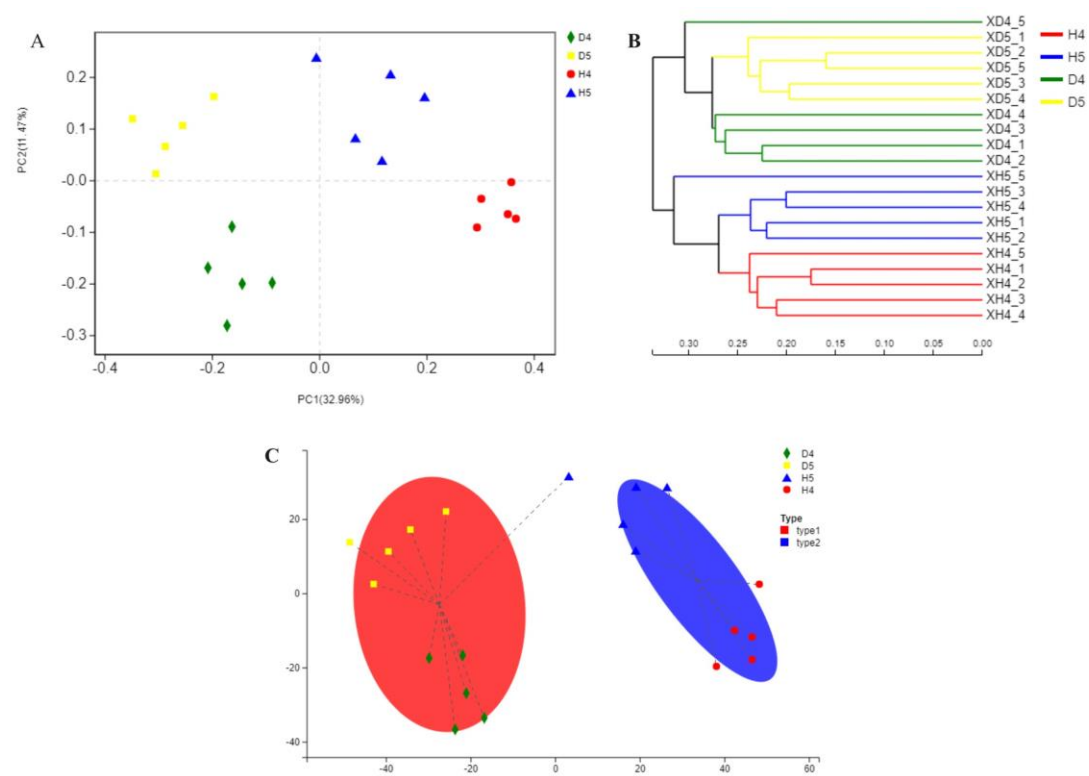 A
D4
D5
H4
H5
0.2
0.1
-0.0
-0.1
-0.2
-0.3
PC2(11.47%)
-0.4
-0.2
0.0
0.2
0.4
PC1(32.96%)
B
XD4_5
XD5_1
XD5_2
XD5_5
XD5_3
XD5_4
XD4_4
XD4_3
XD4_1
XD4_2
XH5_5
XH5_3
XH5_4
XH5_1
XH5_2
XH4_5
XH4_1
XH4_2
XH4_3
XH4_4
H4
H5
D4
D5
0.30
0.25
0.20
0.15
0.10
0.05
0.00
C
D4
D5
H5
H4
Type
type1
type2
20
0
-20
-40
-40
-20
0
20
40
60